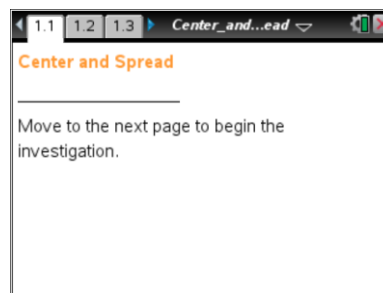 1.1 1.2 1.3 Center_and...ead
Center and Spread
Move to the next page to begin the
investigation.